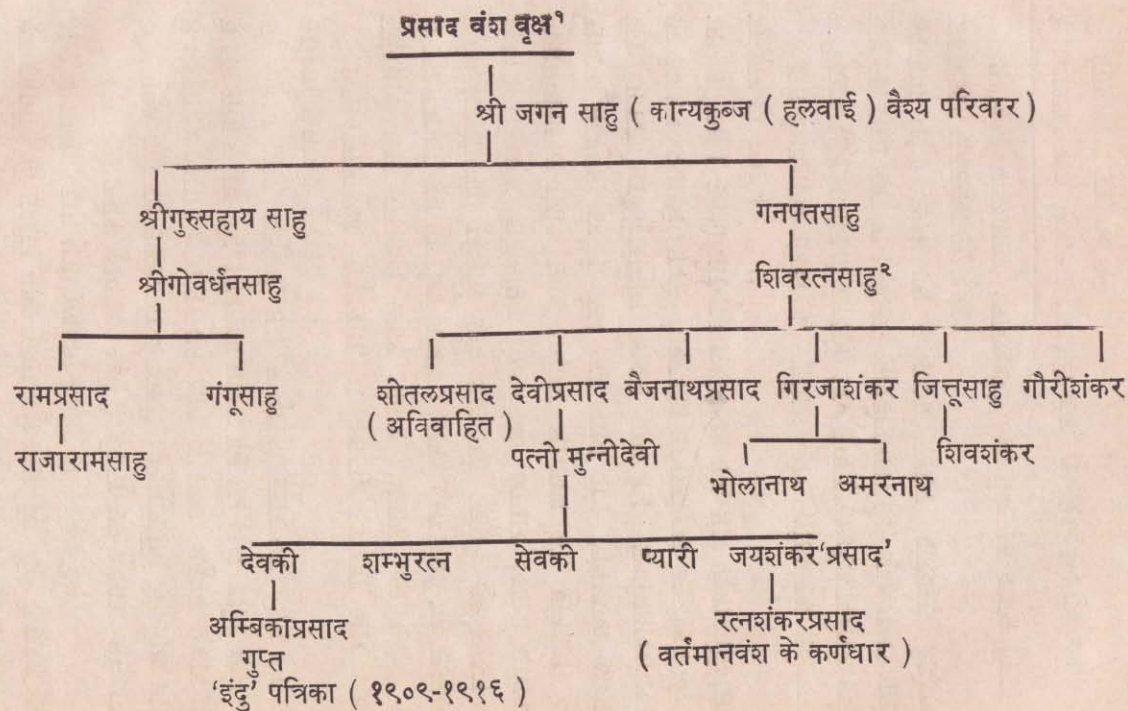 प्रसाद वंश वृक्ष¹
श्री जगन साहु ( कान्यकुब्ज ( हलवाई ) वैश्य परिवार )
श्रीगुरुसहाय साहु गनपतसाहु
श्रीगोवर्धनसाहु शिवरत्नसाहु²
रामप्रसाद गंगूसाहु शीतलप्रसाद देवीप्रसाद बैजनाथप्रसाद गिरजाशंकर जित्तूसाहु गौरीशंकर
( अविवाहित )
राजारामसाहु पत्नी मुन्नीदेवी शिवशंकर
भोलानाथ अमरनाथ
देवकी शम्भुरत्न सेवकी प्यारी जयशंकर 'प्रसाद'
अम्बिकाप्रसाद रत्नशंकरप्रसाद
गुप्त ( वर्तमानवंश के कर्णधार )
'इंदु' पत्रिका ( १९०९-१९१६ )